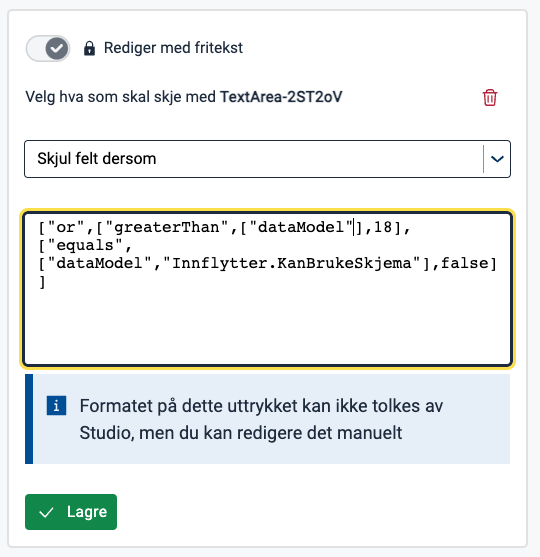 Rediger med fritekst
Velg hva som skal skje med TextArea-2ST2oV
Skjul felt dersom
["or",["greaterThan",["dataModel"],18],
["equals",
["dataModel","Innflytter.KanBrukeSkjema"],false]
]
Formatet på dette uttrykket kan ikke tolkes av
Studio, men du kan redigere det manuelt
Lagre